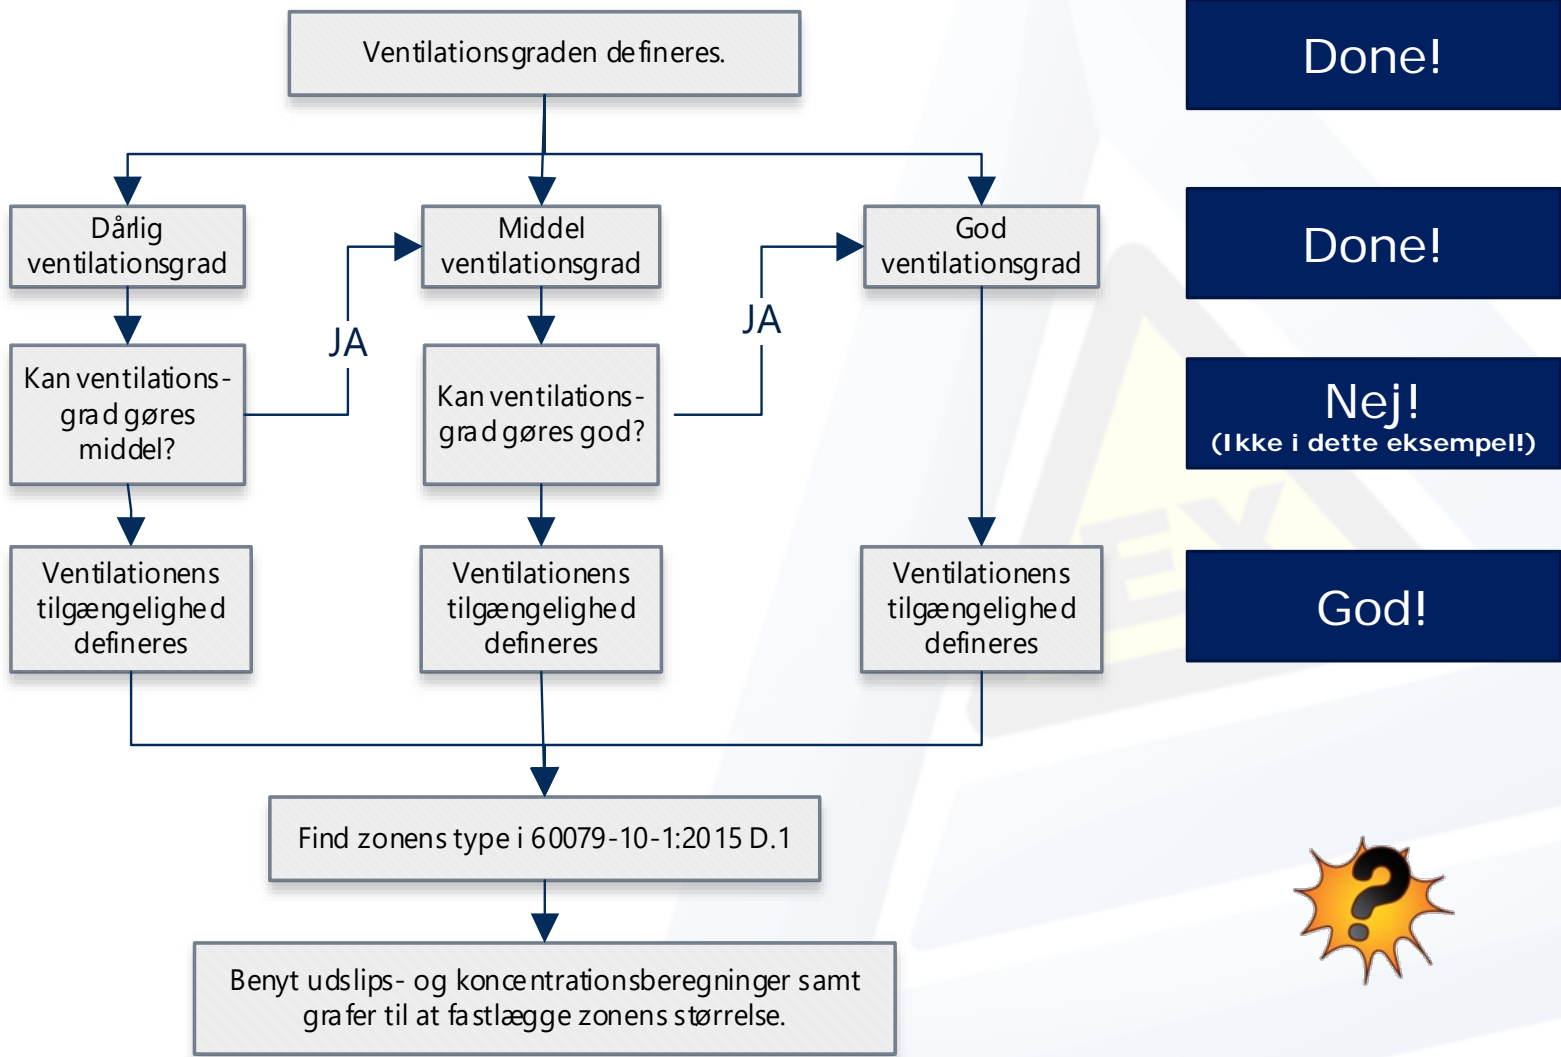 Ventilationsgraden defineres.
Done!
Dårlig
ventilationsgrad
Middel
ventilationsgrad
God
ventilationsgrad
Done!
JA
JA
Kan ventilations-
grad gøres
middel?
Kan ventilations-
grad gøres god?
Nej!
(Ikke i dette eksempel!)
Ventilationens
tilgængelighed
defineres
Ventilationens
tilgængelighed
defineres
Ventilationens
tilgængelighed
defineres
God!
EX
Find zonens type i 60079-10-1:2015 D.1
?
Benyt udslips- og koncentrationsberegninger samt
grafer til at fastlægge zonens størrelse.